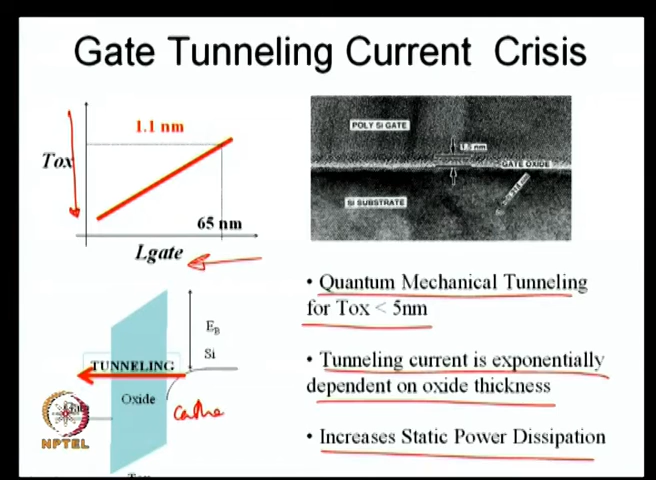 Gate Tunneling Current Crisis
1.1 nm
Tox
65 nm
Lgate
POLY SI GATE
1.5 nm
GATE OXIDE
SI SUBSTRATE
• Quantum Mechanical Tunneling
for Tox < 5nm
• Tunneling current is exponentially
dependent on oxide thickness
• Increases Static Power Dissipation
EB
Si
TUNNELING
Oxide
NPTEL